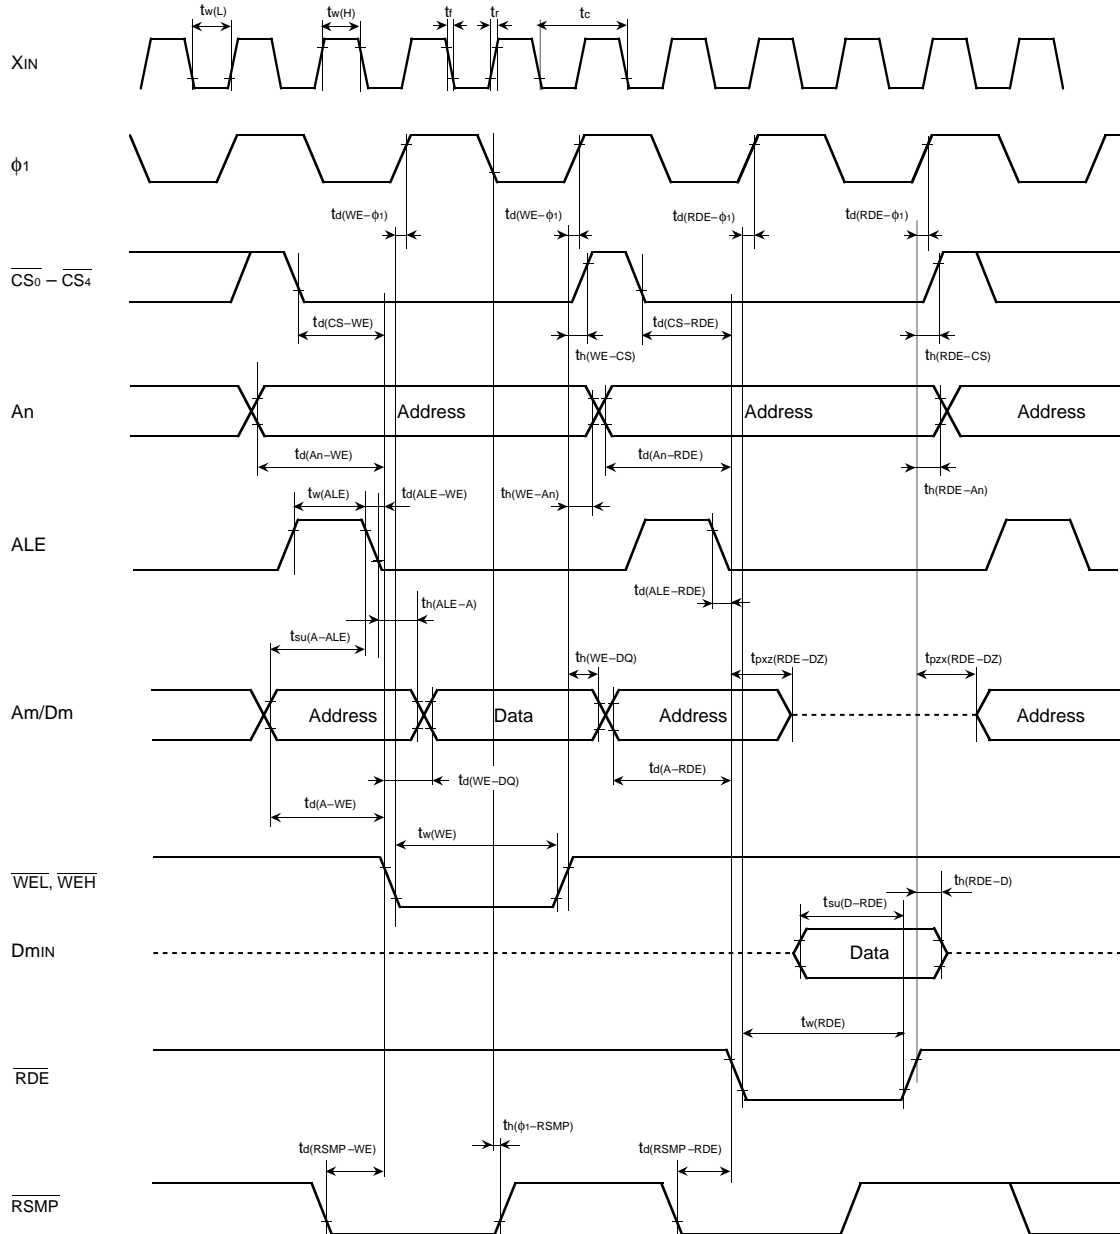 tw(L) tw(H) tf tr tc
XIN
ϕ1
td(WE–ϕ1) td(WE–ϕ1) td(RDE–ϕ1) td(RDE–ϕ1)
CS0 – CS4
td(CS–WE) td(CS–RDE)
th(WE–CS) th(RDE–CS)
An Address Address Address
td(An–WE) td(An–RDE)
th(RDE–An)
tw(ALE) td(ALE–WE) th(WE–An)
ALE
td(ALE–RDE)
th(ALE–A)
tsu(A–ALE)
th(WE–DQ) tpxz(RDE–DZ) tpzx(RDE–DZ)
Am/Dm Address Data Address Address
td(WE–DQ) td(A–RDE)
td(A–WE)
tw(WE)
WEL, WEH
th(RDE–D)
tsu(D–RDE)
DmIN Data
tw(RDE)
RDE
th(ϕ1–RSMP)
td(RSMP–WE) td(RSMP–RDE)
RSMP